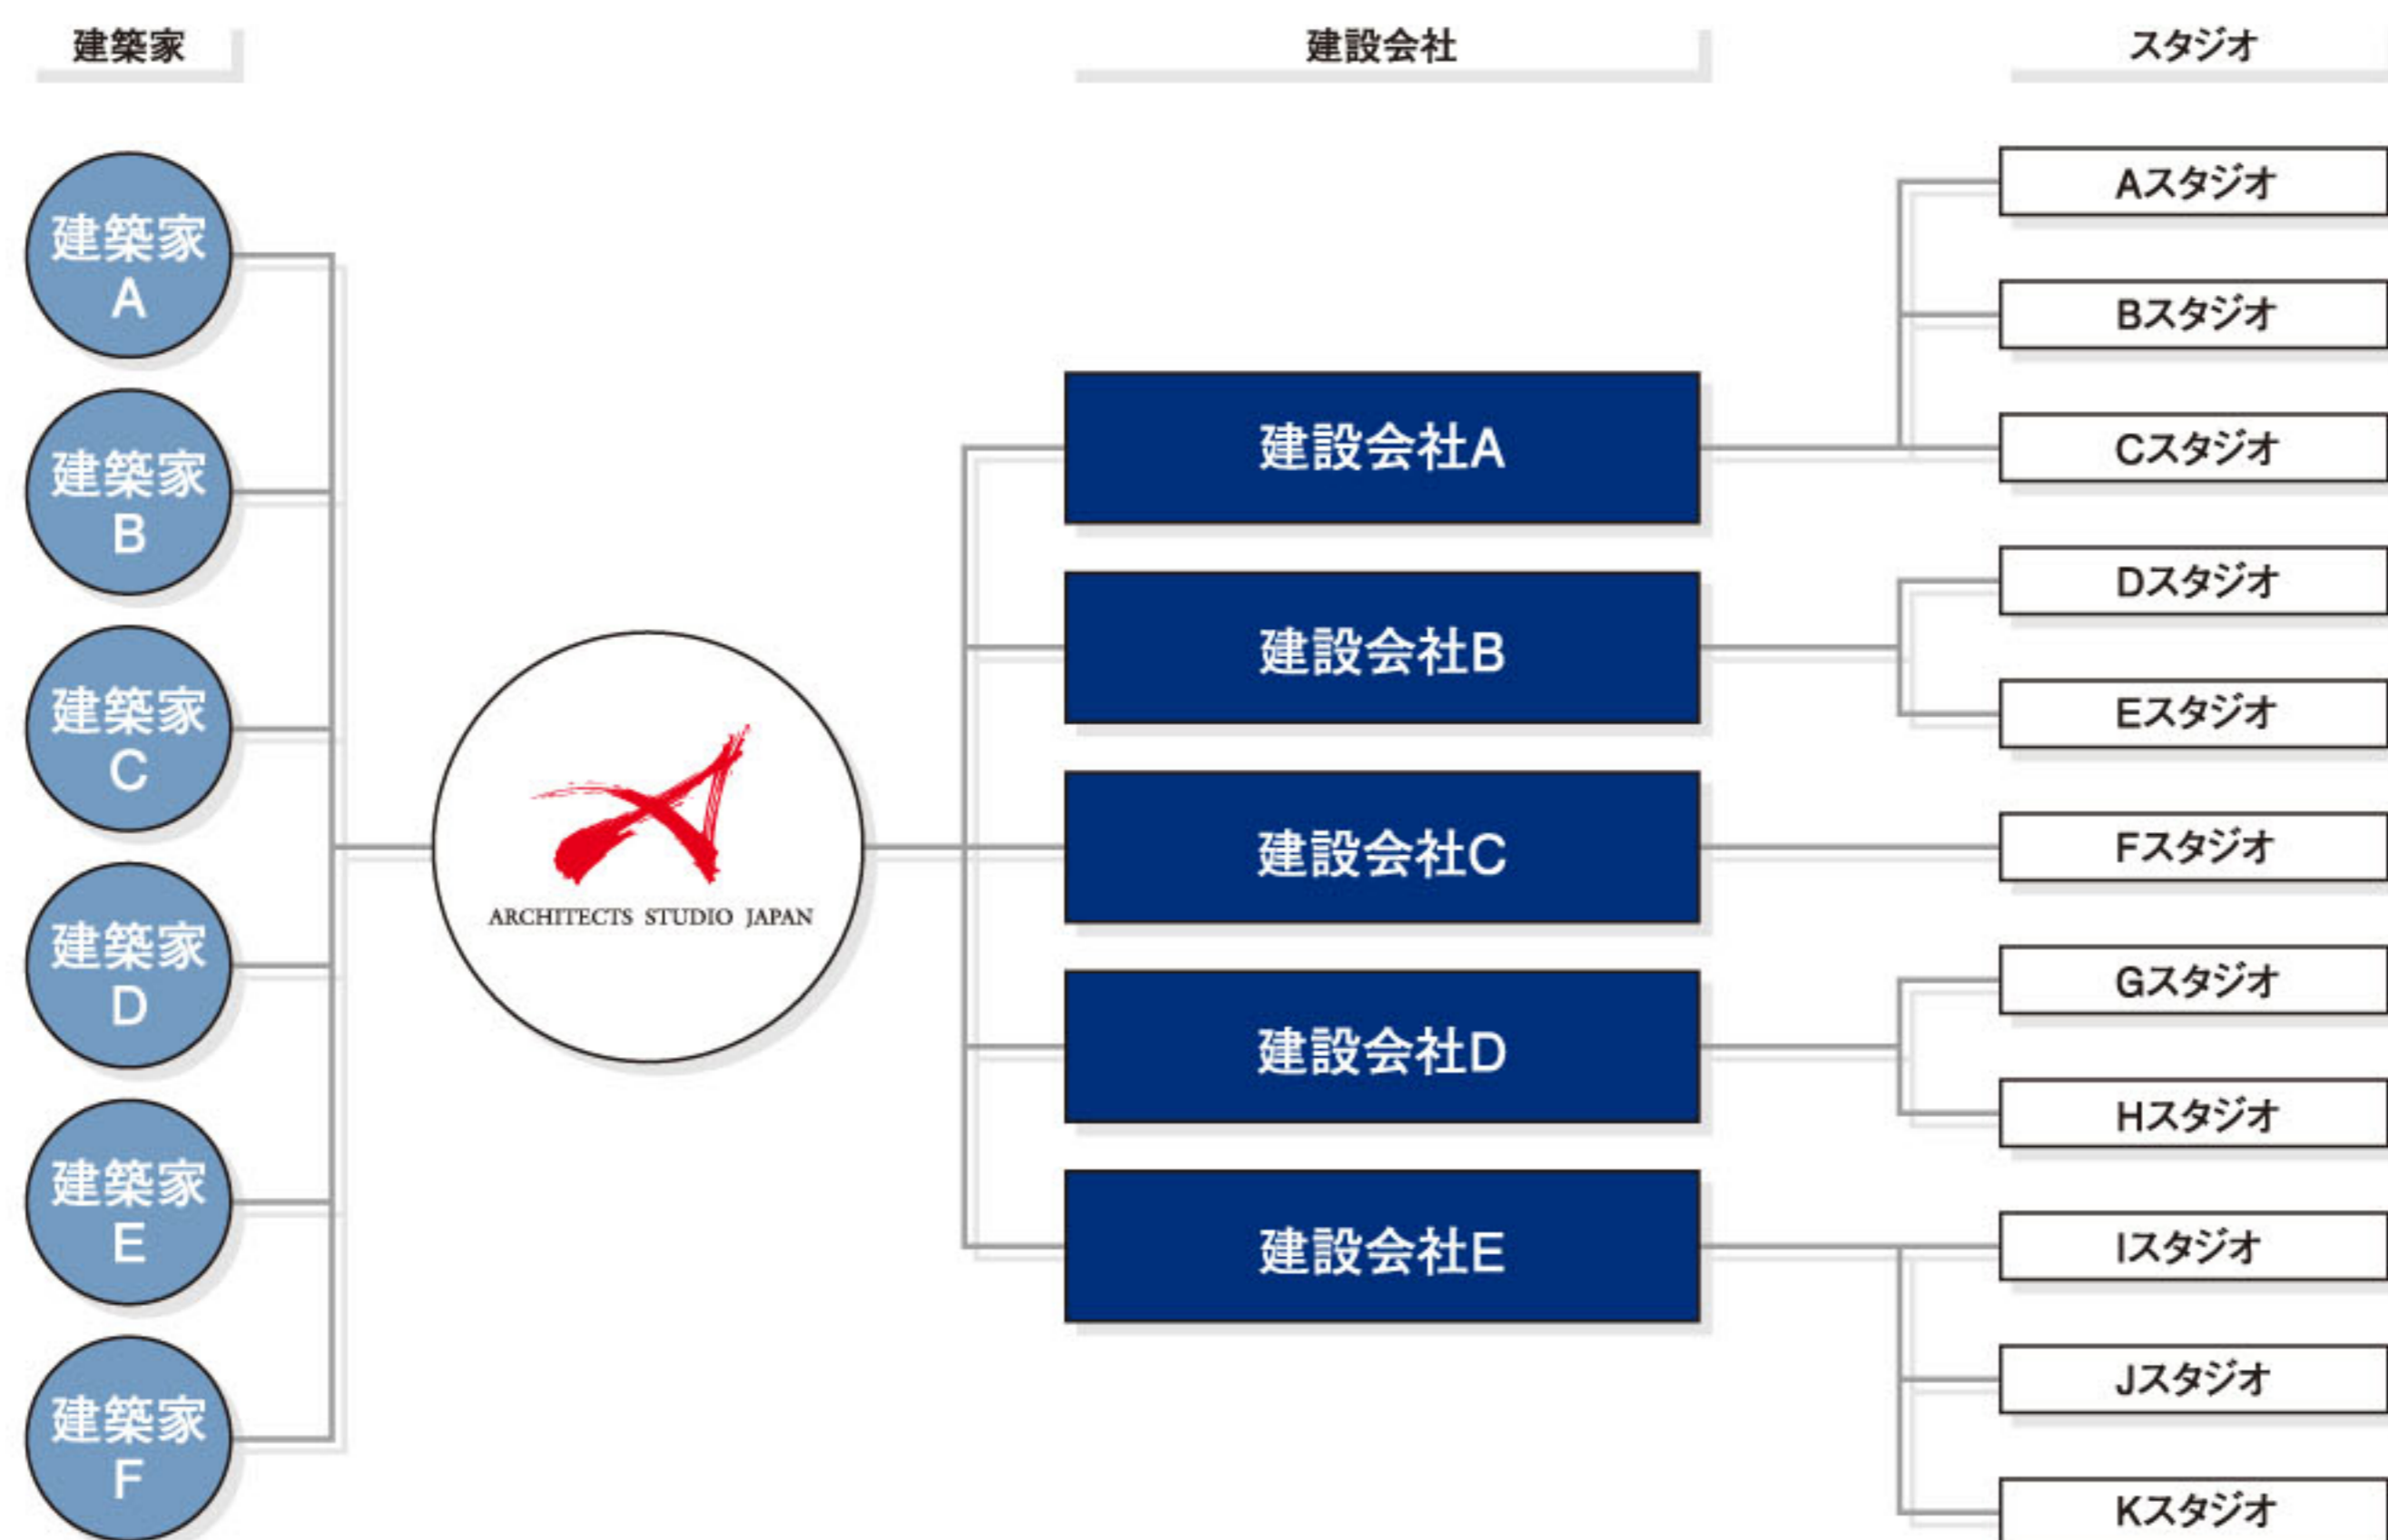 建築家
建設会社
スタジオ
建築家
A
建築家
B
建築家
C
建築家
D
建築家
E
建築家
F
ARCHITECTS STUDIO JAPAN
建設会社A
建設会社B
建設会社C
建設会社D
建設会社E
Aスタジオ
Bスタジオ
Cスタジオ
Dスタジオ
Eスタジオ
Fスタジオ
Gスタジオ
Hスタジオ
Iスタジオ
Jスタジオ
Kスタジオ